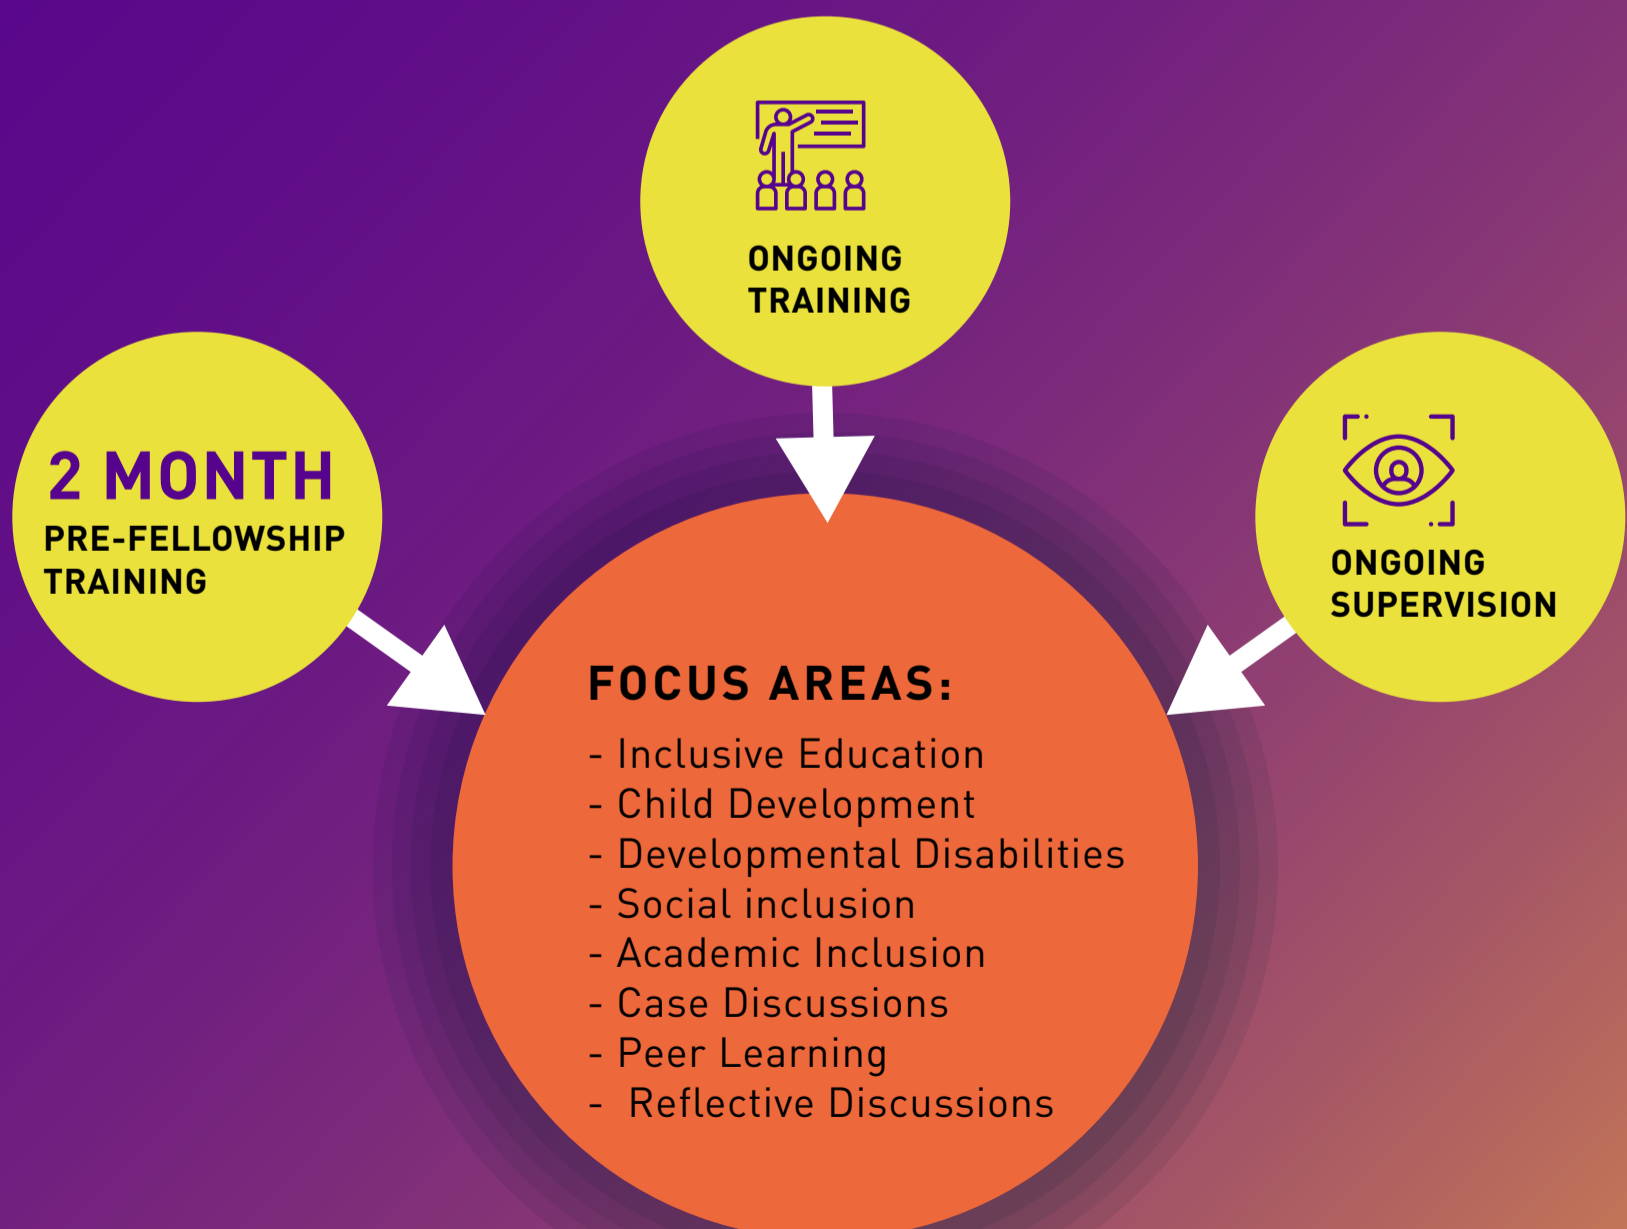 ONGOING
TRAINING
2 MONTH
PRE-FELLOWSHIP
TRAINING
ONGOING
SUPERVISION
FOCUS AREAS:
- Inclusive Education
- Child Development
- Developmental Disabilities
- Social inclusion
- Academic Inclusion
- Case Discussions
- Peer Learning
- Reflective Discussions